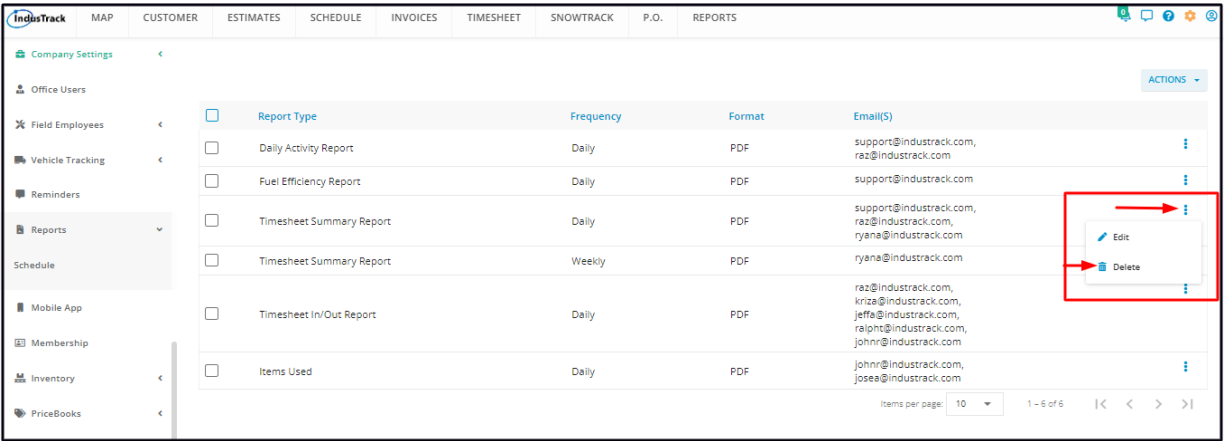 IndusTrack MAP CUSTOMER ESTIMATES SCHEDULE INVOICES TIMESHEET SNOWTRACK P.O. REPORTS 0
Company Settings
Office Users
Field Employees
Vehicle Tracking
Reminders
Reports
Schedule
Mobile App
Membership
Inventory
PriceBooks
ACTIONS
Report Type Frequency Format Email(S)
Daily Activity Report Daily PDF support@industrack.com,
raz@industrack.com
Fuel Efficiency Report Daily PDF support@industrack.com
Timesheet Summary Report Daily PDF support@industrack.com,
raz@industrack.com,
ryana@industrack.com
Timesheet Summary Report Weekly PDF ryana@industrack.com
Edit
Delete
Timesheet In/Out Report Daily PDF raz@industrack.com,
kriza@industrack.com,
jeffa@industrack.com,
ralpht@industrack.com,
johnr@industrack.com
Items Used Daily PDF johnr@industrack.com,
josea@industrack.com
Items per page: 10 1 – 6 of 6